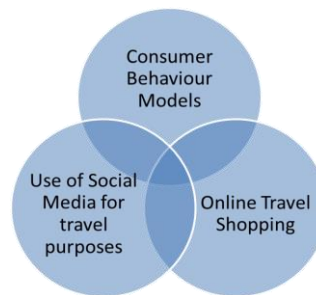 Consumer
Behaviour
Models
Use of Social
Media for
travel
purposes
Online Travel
Shopping